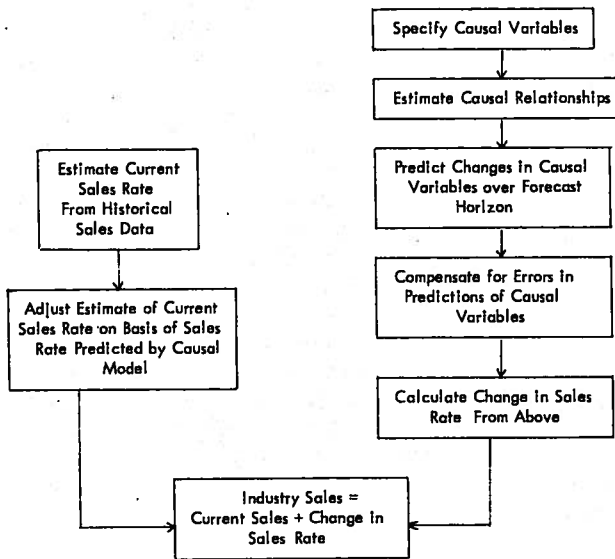 Specify Causal Variables
Estimate Causal Relationships
Estimate Current
Sales Rate
From Historical
Sales Data
Predict Changes in Causal
Variables over Forecast
Horizon
Adjust Estimate of Current
Sales Rate on Basis of Sales
Rate Predicted by Causal
Model
Compensate for Errors in
Predictions of Causal
Variables
Calculate Change in Sales
Rate From Above
Industry Sales =
Current Sales + Change in
Sales Rate